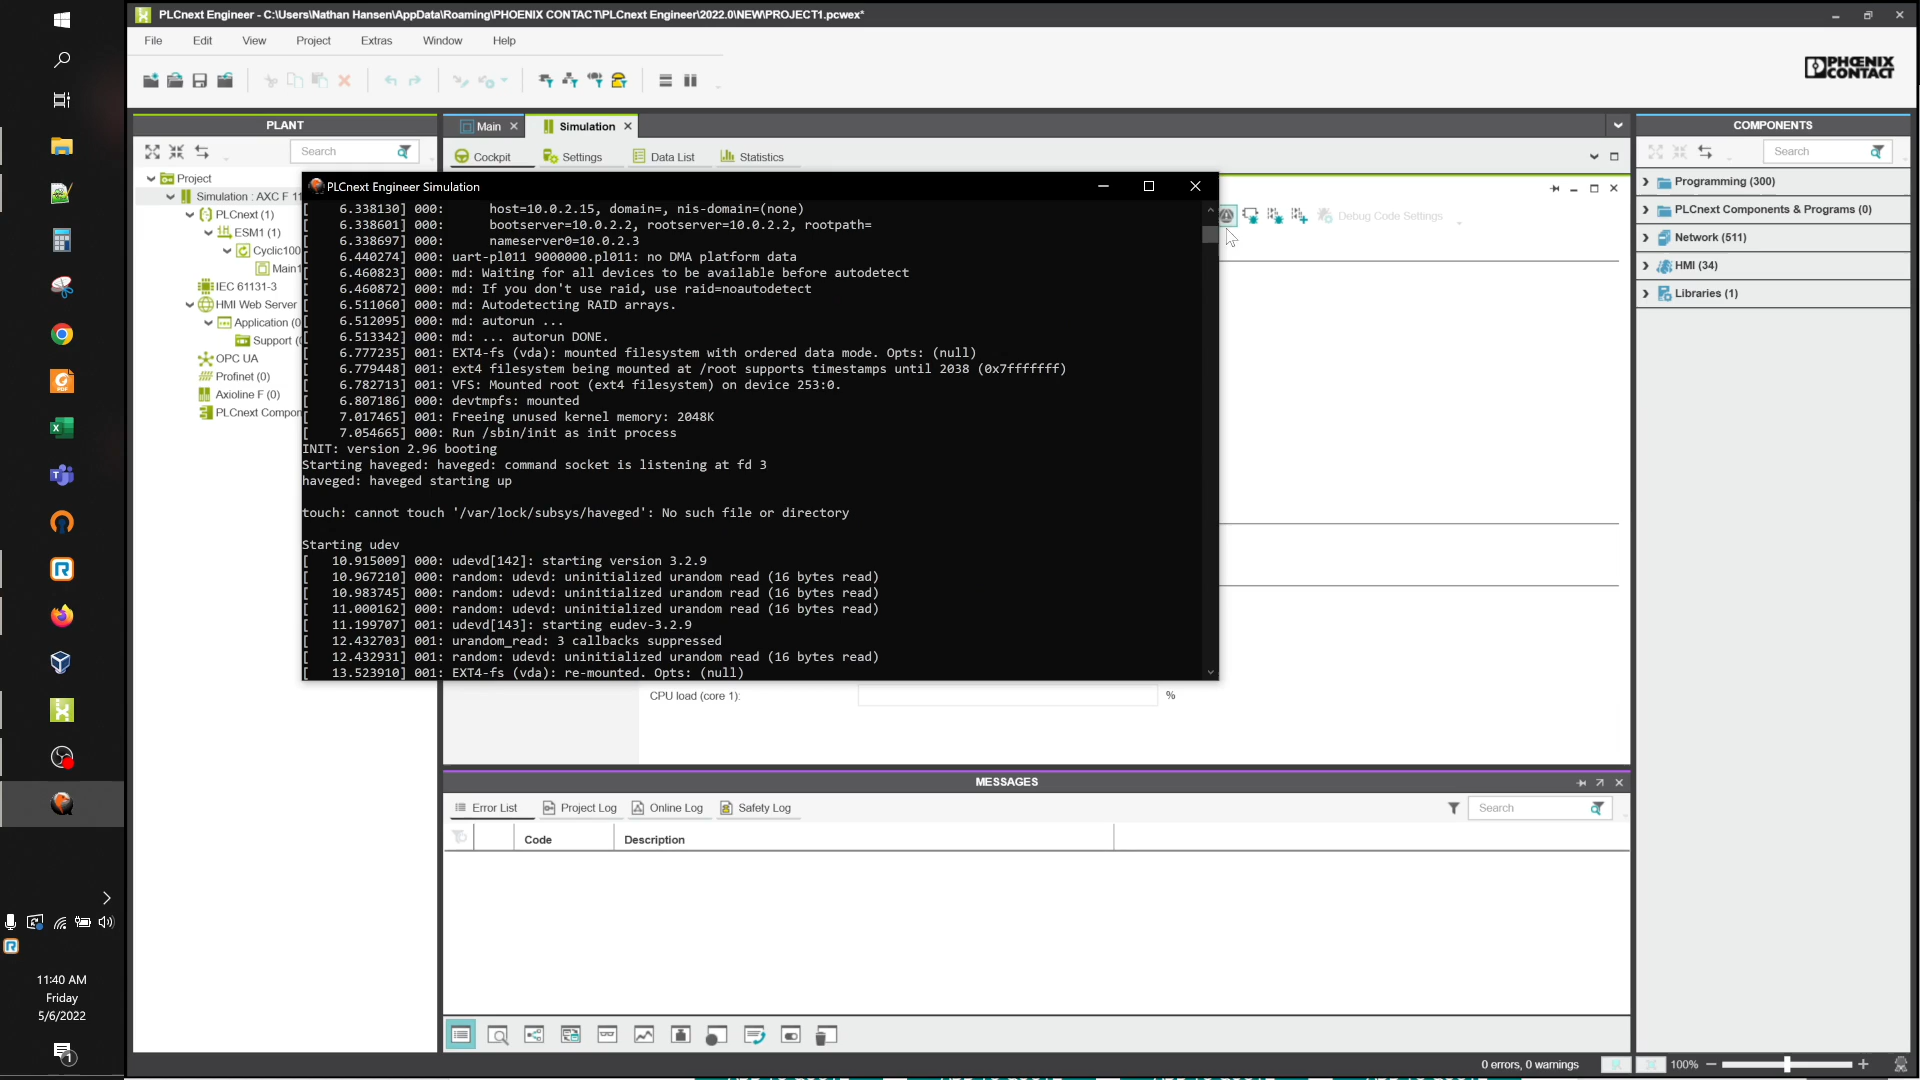 PLCnext Engineer - C:\Users\Nathan Hansen\AppData\Roaming\PHOENIX CONTACT\PLCnext Engineer\2022.0\NEW\PROJECT1.pcwex*
File Edit View Project Extras Window Help
PHŒNIX
CONTACT
PLANT
Search
Project
Simulation : AXC F 11
PLCnext (1)
ESM1 (1)
Cyclic100
Main1
IEC 61131-3
HMI Web Server
Application (0
Support (
OPC UA
Profinet (0)
Axioline F (0)
PLCnext Compon
Main
Simulation
Cockpit Settings Data List Statistics
Debug Code Settings
PLCnext Engineer Simulation
[    6.338130] 000:      host=10.0.2.15, domain=, nis-domain=(none)
[    6.338601] 000:      bootserver=10.0.2.2, rootserver=10.0.2.2, rootpath=
[    6.338697] 000:      nameserver0=10.0.2.3
[    6.440274] 000: uart-pl011 9000000.pl011: no DMA platform data
[    6.460823] 000: md: Waiting for all devices to be available before autodetect
[    6.460872] 000: md: If you don't use raid, use raid=noautodetect
[    6.511060] 000: md: Autodetecting RAID arrays.
[    6.512095] 000: md: autorun ...
[    6.513342] 000: md: ... autorun DONE.
[    6.777235] 001: EXT4-fs (vda): mounted filesystem with ordered data mode. Opts: (null)
[    6.779448] 001: ext4 filesystem being mounted at /root supports timestamps until 2038 (0x7fffffff)
[    6.782713] 001: VFS: Mounted root (ext4 filesystem) on device 253:0.
[    6.807186] 000: devtmpfs: mounted
[    7.017465] 001: Freeing unused kernel memory: 2048K
[    7.054665] 000: Run /sbin/init as init process
INIT: version 2.96 booting
Starting haveged: haveged: command socket is listening at fd 3
haveged: haveged starting up
touch: cannot touch '/var/lock/subsys/haveged': No such file or directory
Starting udev
[   10.915009] 000: udevd[142]: starting version 3.2.9
[   10.967210] 000: random: udevd: uninitialized urandom read (16 bytes read)
[   10.983745] 000: random: udevd: uninitialized urandom read (16 bytes read)
[   11.000162] 000: random: udevd: uninitialized urandom read (16 bytes read)
[   11.199707] 001: udevd[143]: starting eudev-3.2.9
[   12.432703] 001: urandom_read: 3 callbacks suppressed
[   12.432931] 001: random: udevd: uninitialized urandom read (16 bytes read)
[   13.523910] 001: EXT4-fs (vda): re-mounted. Opts: (null)
CPU load (core 1): %
COMPONENTS
Search
Programming (300)
PLCnext Components & Programs (0)
Network (511)
HMI (34)
Libraries (1)
MESSAGES
Error List Project Log Online Log Safety Log
Search
Code Description
0 errors, 0 warnings
100%
11:40 AM
Friday
5/6/2022
1